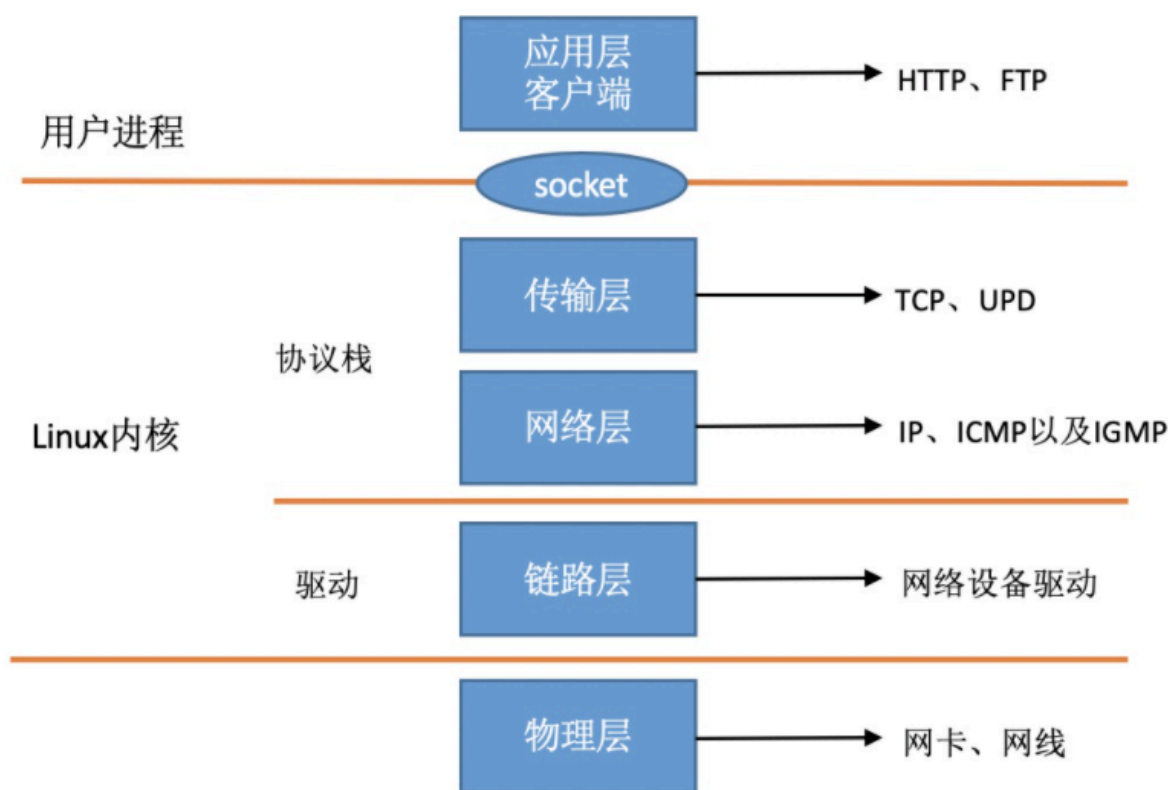 应用层
客户端
HTTP、FTP
用户进程
socket
传输层
TCP、UPD
协议栈
网络层
IP、ICMP以及IGMP
Linux内核
驱动
链路层
网络设备驱动
物理层
网卡、网线